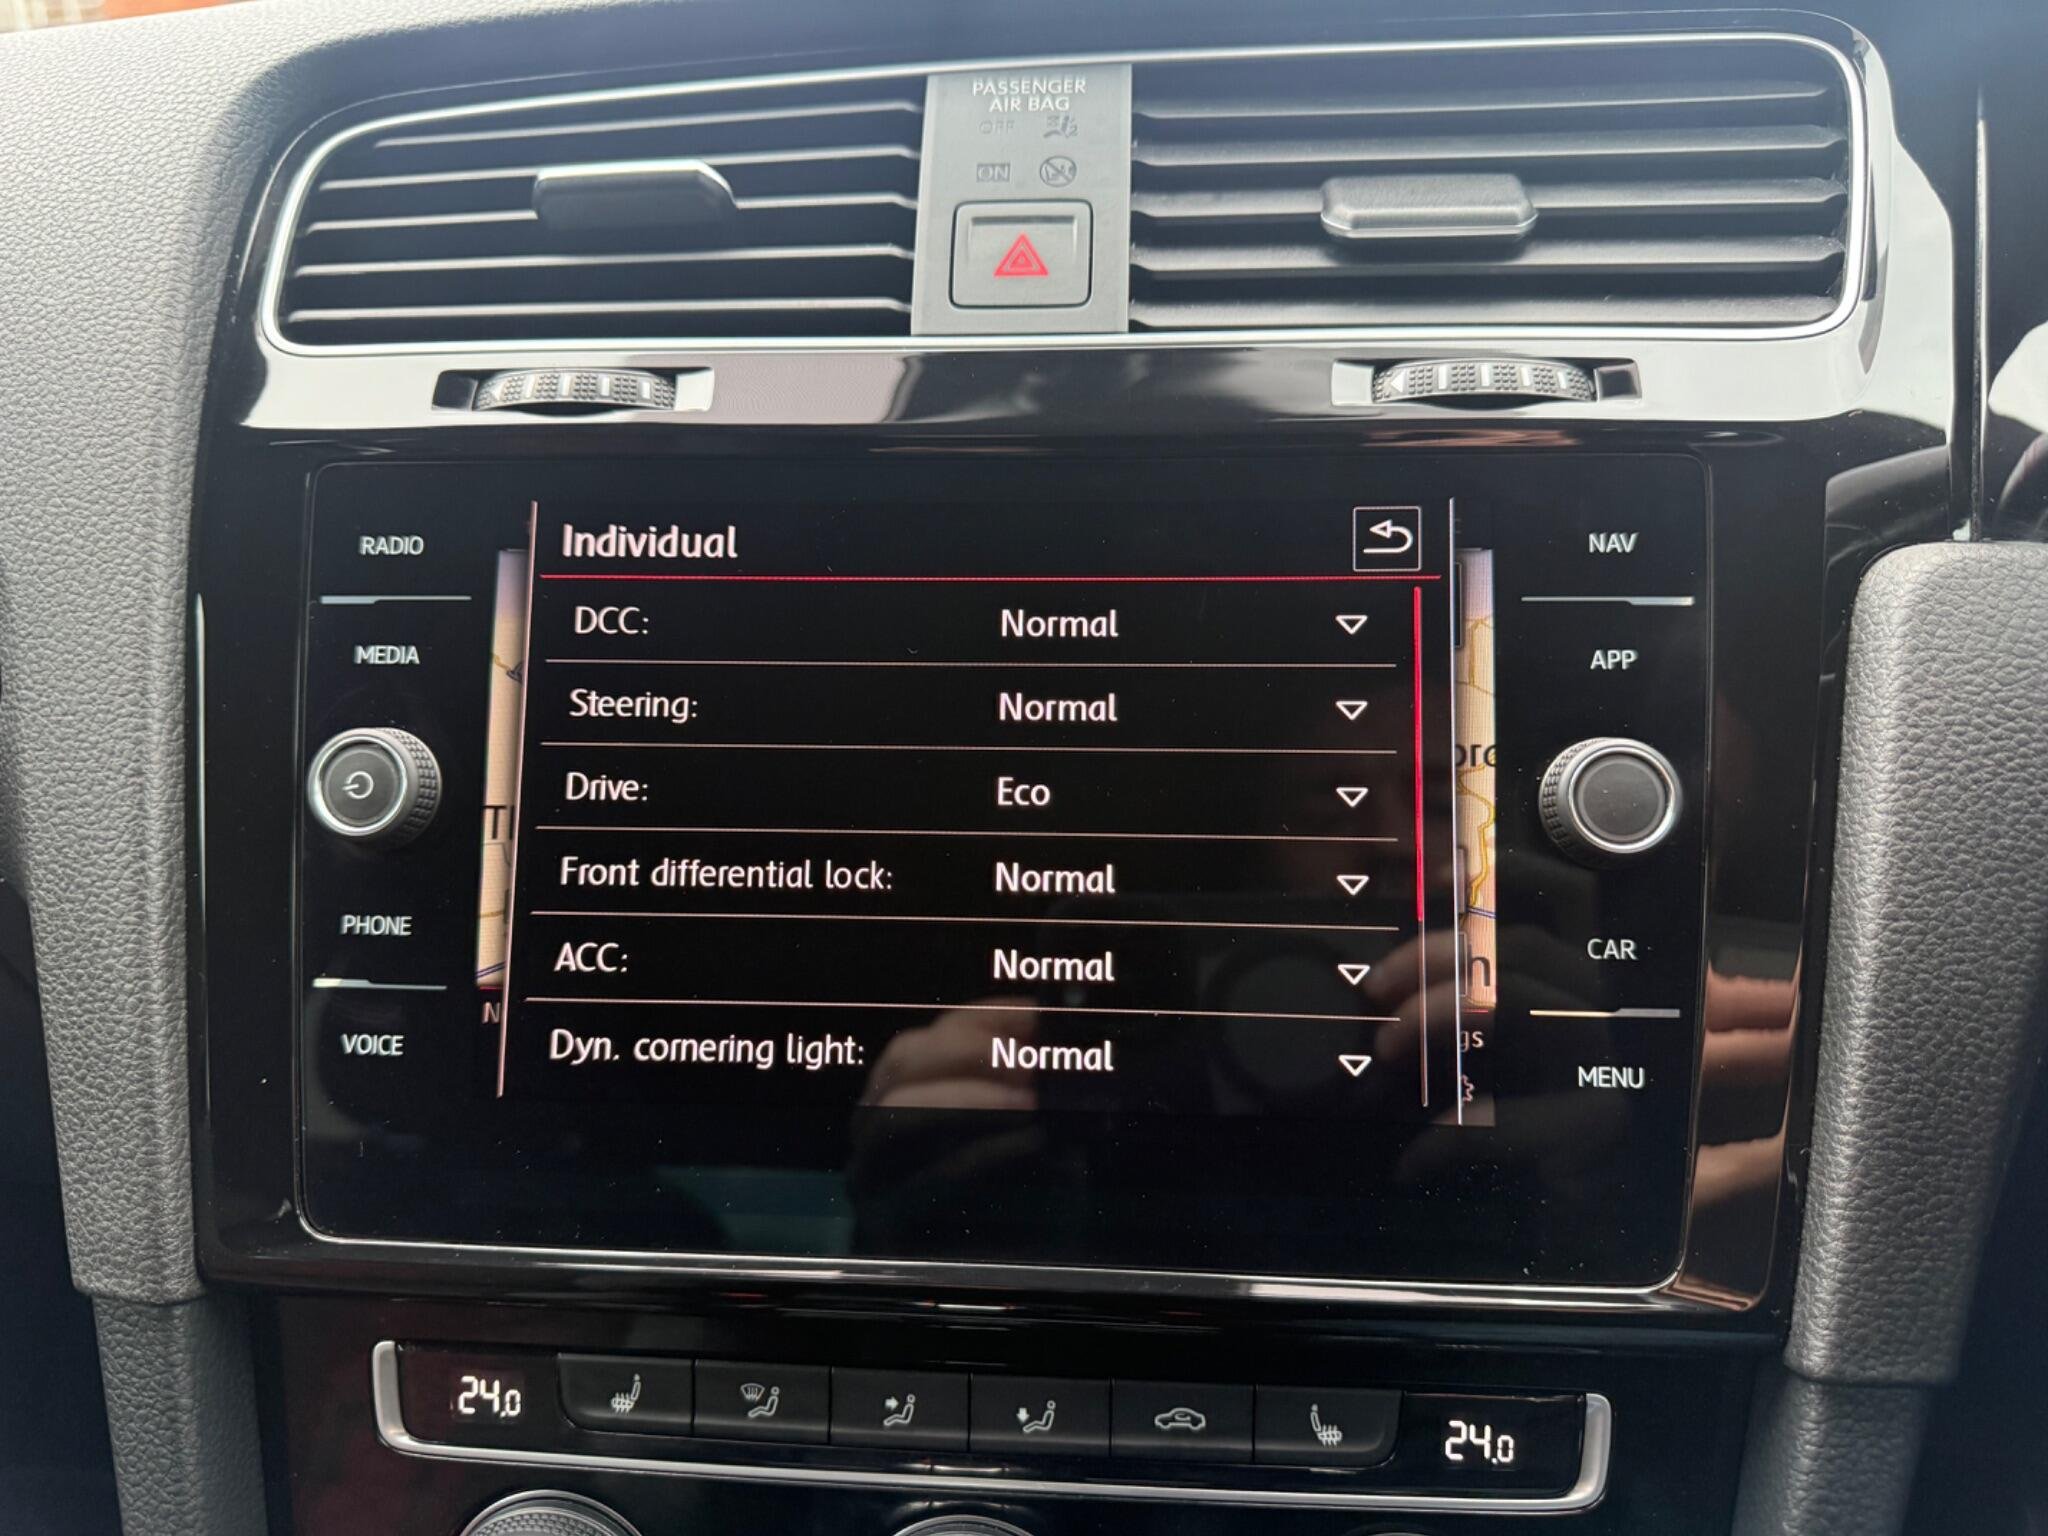 PASSENGER
AIR BAG
OFF
ON
RADIO
MEDIA
PHONE
VOICE
Individual
DCC: Normal
Steering: Normal
Drive: Eco
Front differential lock: Normal
ACC: Normal
Dyn. cornering light: Normal
NAV
APP
CAR
MENU
24.0
24.0